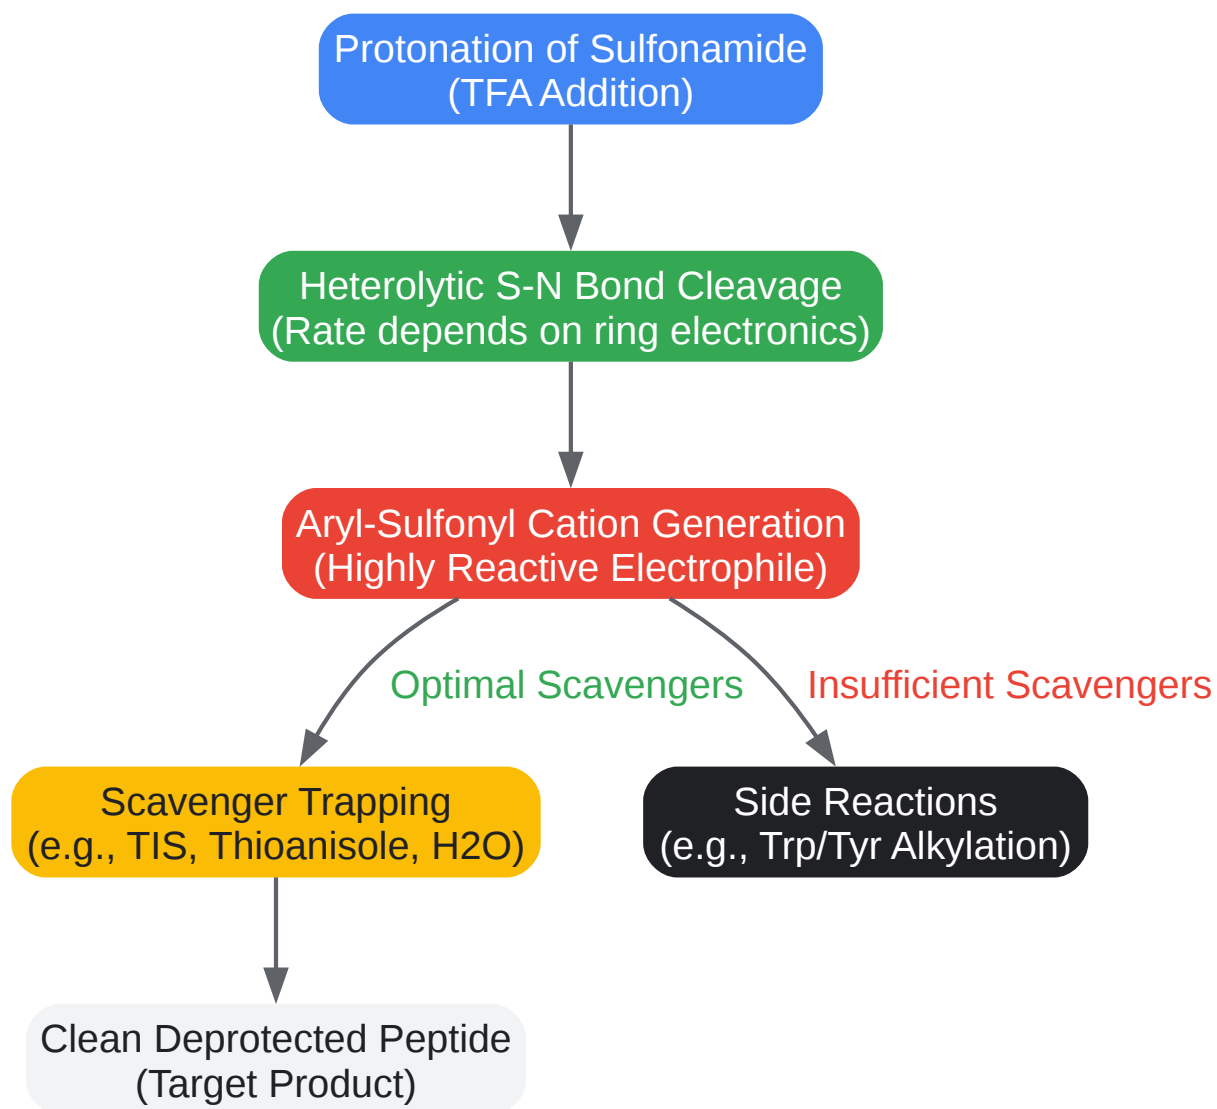 Protonation of Sulfonamide
(TFA Addition)
Heterolytic S-N Bond Cleavage
(Rate depends on ring electronics)
Aryl-Sulfonyl Cation Generation
(Highly Reactive Electrophile)
Optimal Scavengers
Insufficient Scavengers
Scavenger Trapping
(e.g., TIS, Thioanisole, H2O)
Side Reactions
(e.g., Trp/Tyr Alkylation)
Clean Deprotected Peptide
(Target Product)